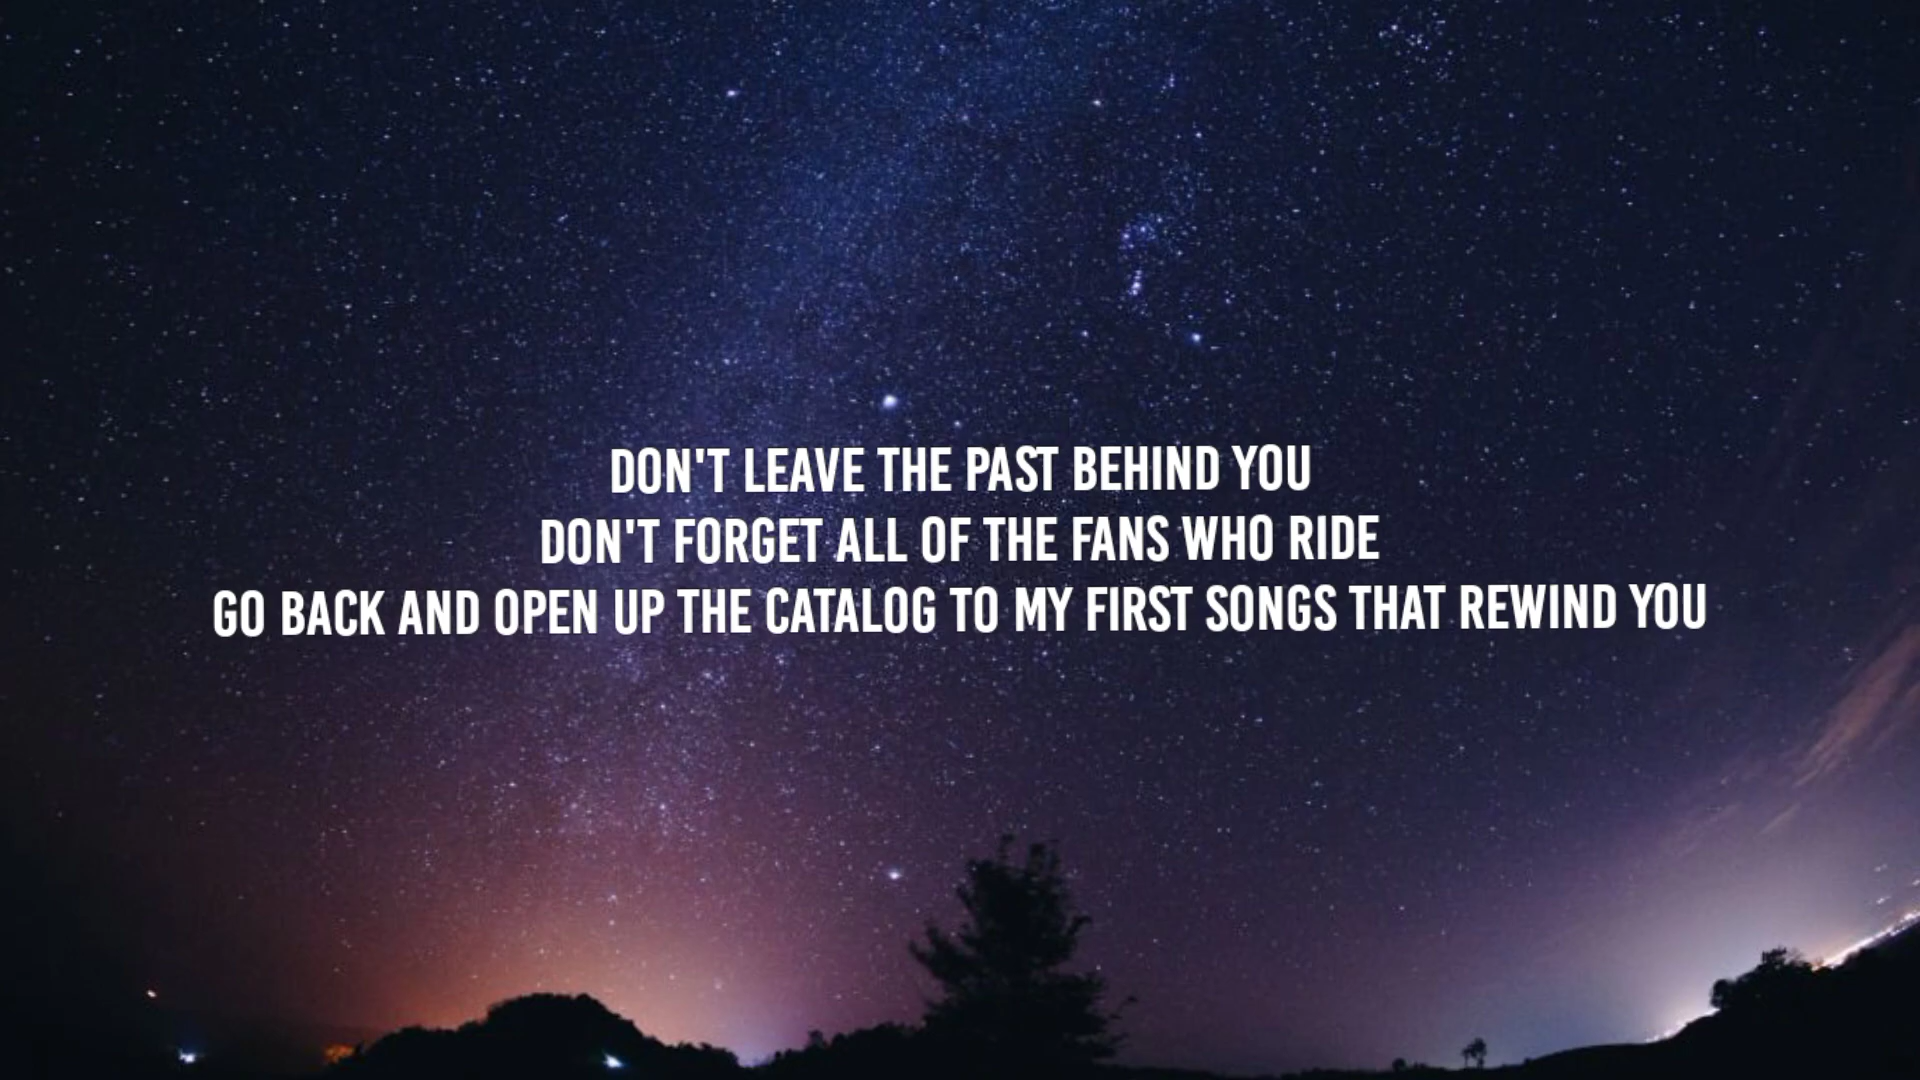 DON'T LEAVE THE PAST BEHIND YOU
DON'T FORGET ALL OF THE FANS WHO RIDE
GO BACK AND OPEN UP THE CATALOG TO MY FIRST SONGS THAT REWIND YOU